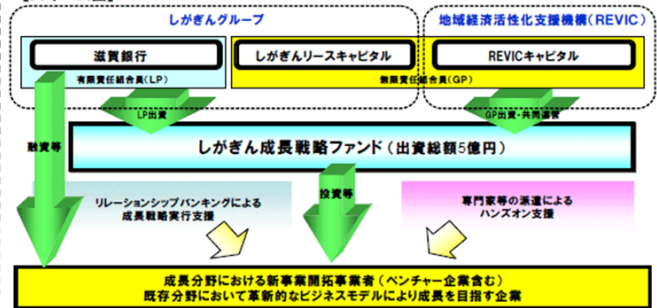 しがぎんグループ
地域経済活性化支援機構(REVIC)
滋賀銀行
しがぎんリースキャピタル
REVICキャピタル
有限責任組合員(LP)
無限責任組合員(GP)
LP出資
GP出資・共同運営
融資等
しがぎん成長戦略ファンド(出資総額5億円)
投資等
リレーションシップバンキングによる
成長戦略実行支援
専門家等の派遣による
ハンズオン支援
成長分野における新事業開拓事業者(ベンチャー企業含む)
既存分野において革新的なビジネスモデルにより成長を目指す企業